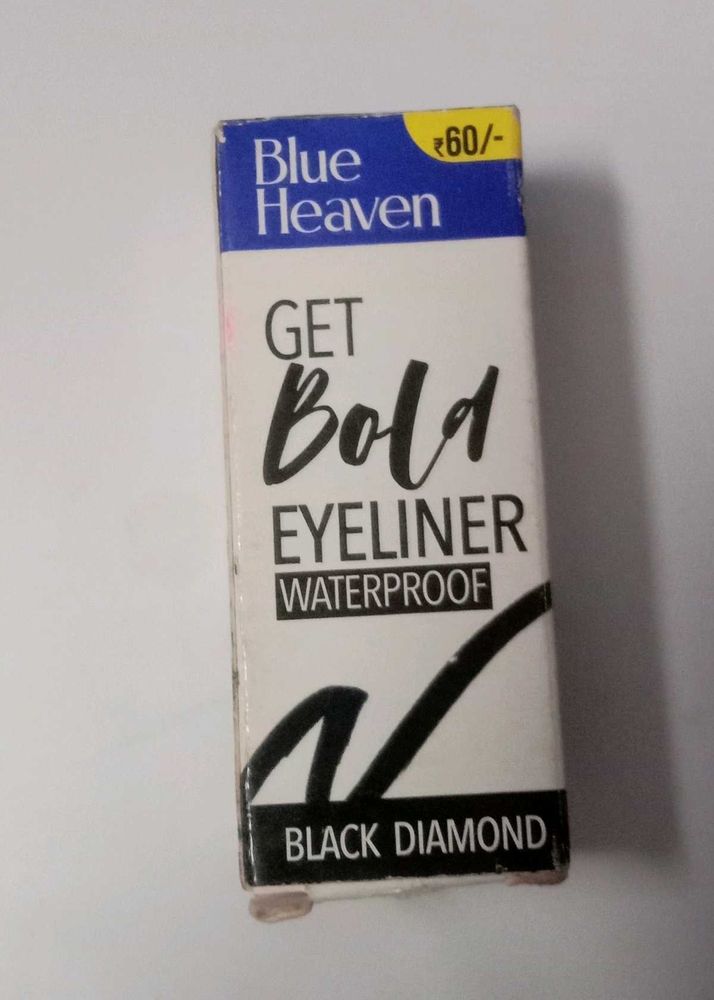 Blue
Heaven
₹60/-
GET
Bold
EYELINER
WATERPROOF
BLACK DIAMOND